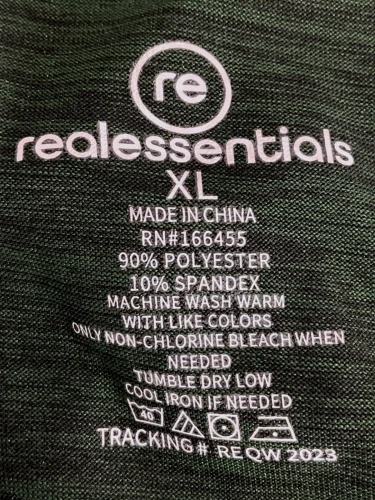 re
realessentials
XL
MADE IN CHINA
RN#166455
90% POLYESTER
10% SPANDEX
MACHINE WASH WARM
WITH LIKE COLORS
ONLY NON-CHLORINE BLEACH WHEN
NEEDED
TUMBLE DRY LOW
COOL IRON IF NEEDED
40
TRACKING# REQW 2023